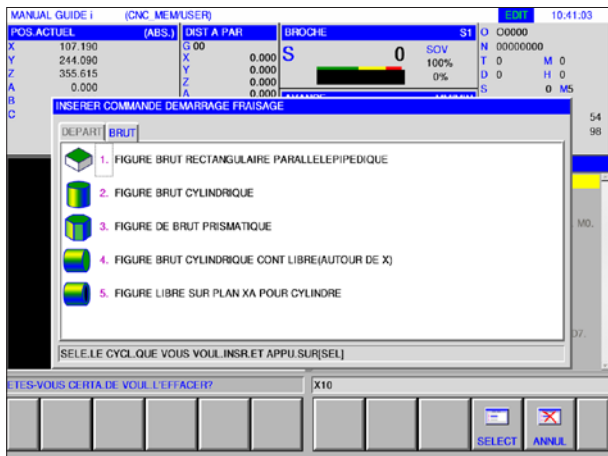 MANUAL GUIDE i (CNC_MEM/USER) EDIT 10:41:03
POS.ACTUEL (ABS.) DIST A PAR BROCHE S1 O O0000
X 107.190 G 00 S 0 SOV N 00000000
Y 244.090 X 0.000 100% T 0 M 0
Z 355.615 Y 0.000 0% D 0 H 0
A 0.000 Z 0.000 S 0 M5
B A 0.000
C
INSERER COMMANDE DEMARRAGE FRAISAGE
54
98
DEPART BRUT
1. FIGURE BRUT RECTANGULAIRE PARALLELEPIPEDIQUE
2. FIGURE BRUT CYLINDRIQUE
3. FIGURE DE BRUT PRISMATIQUE
M0.
4. FIGURE BRUT CYLINDRIQUE CONT LIBRE(AUTOUR DE X)
5. FIGURE LIBRE SUR PLAN XA POUR CYLINDRE
SELE.LE CYCL.QUE VOUS VOUL.INSR.ET APPU.SUR[SEL]
ETES-VOUS CERTA.DE VOUL.L'EFFACER? X10
SELECT ANNUL